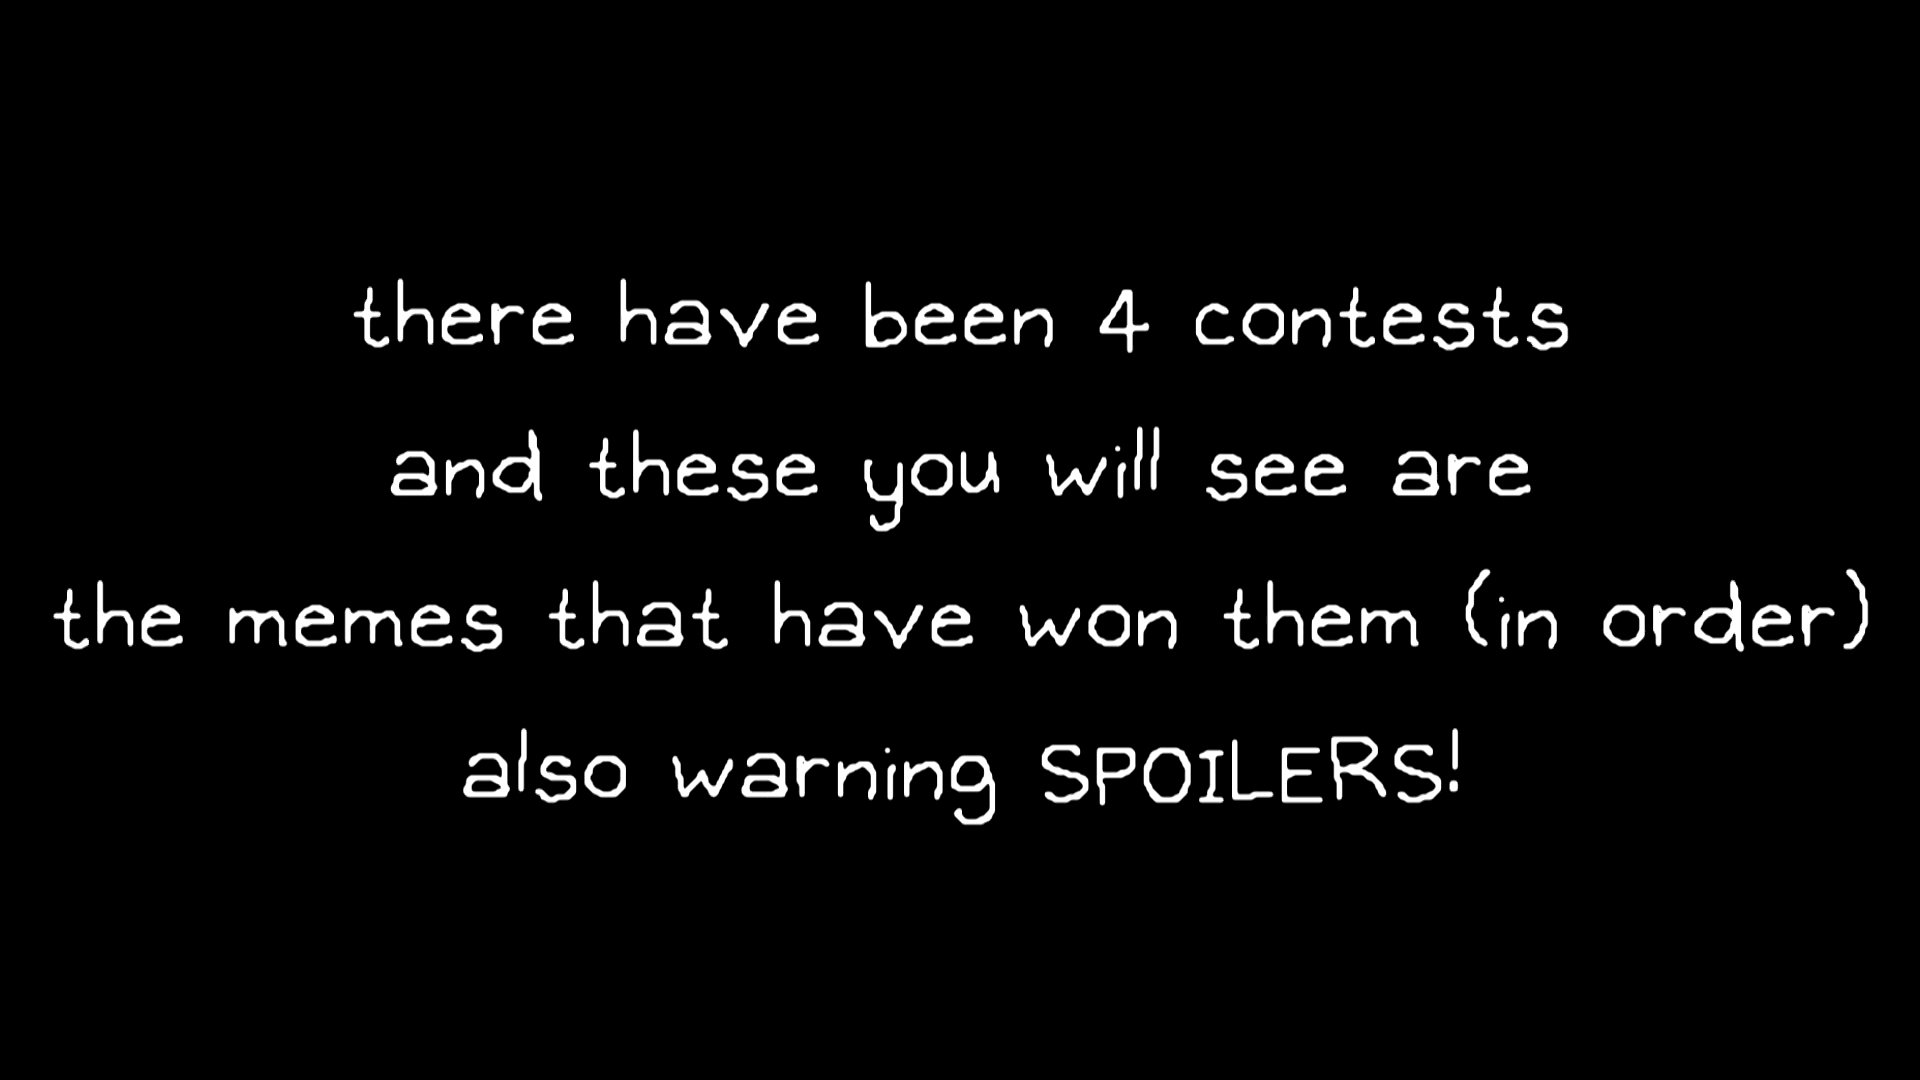 there have been 4 contests
and these you will see are
the memes that have won them (in order)
also warning SPOILERS!